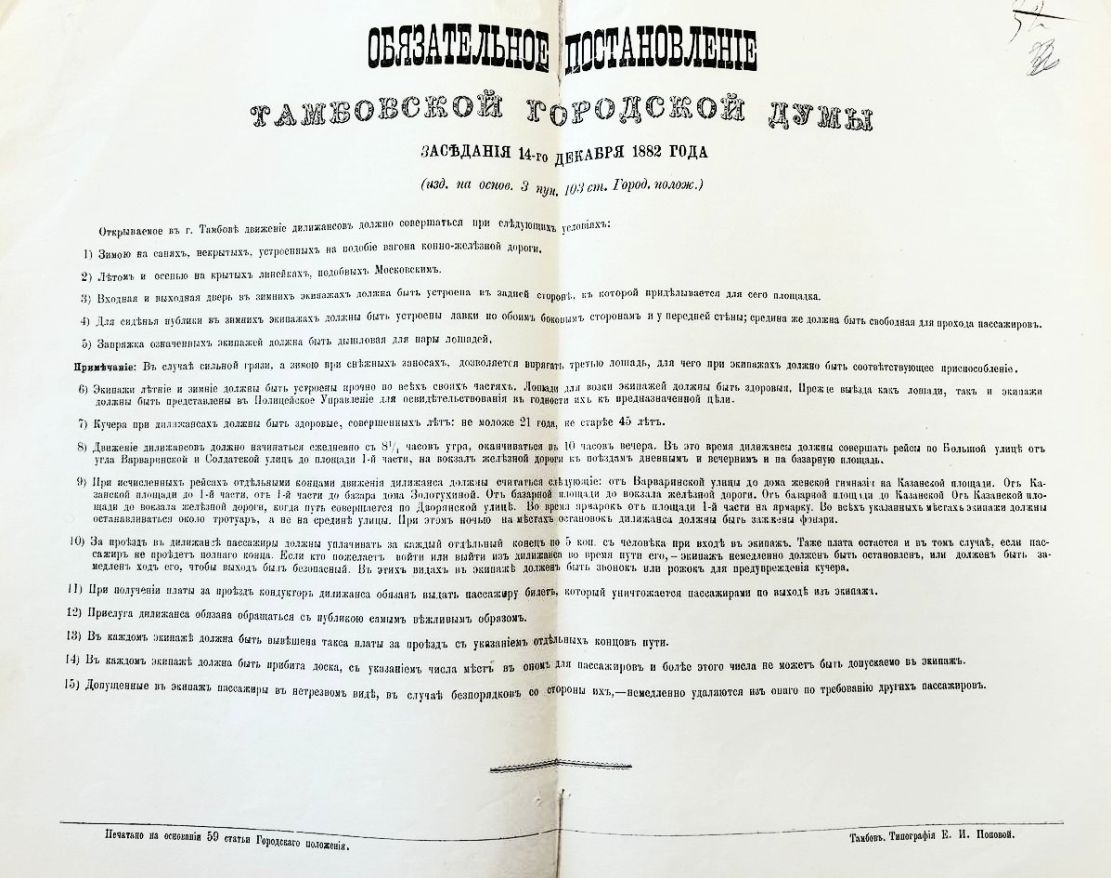 ОБЯЗАТЕЛЬНОЕ ПОСТАНОВЛЕНІЕ
ТАМБОВСКОЙ ГОРОДСКОЙ ДУМЫ
ЗАСѢДАНІЯ 14-го ДЕКАБРЯ 1882 ГОДА
(изд. на основ. 3 пун. 103 ст. Город. полож.)
Открываемое въ г. Тамбовѣ движеніе дилижансовъ должно совершаться при слѣдующихъ условіяхъ:
1) Зимою на саняхъ, некрытыхъ, устроенныхъ на подобіе вагона конно-желѣзной дороги.
2) Лѣтомъ и осенью на крытыхъ линейкахъ, подобныхъ Московскимъ.
3) Входная и выходная дверь въ зимнихъ экипажахъ должна быть устроена въ задней сторонѣ, къ которой придѣлывается для сего площадка.
4) Для сидѣнья публики въ зимнихъ экипажахъ должны быть устроены лавки по обоимъ боковымъ сторонамъ и у передней стѣны; средина же должна быть свободная для прохода пассажировъ.
5) Запряжка означенныхъ экипажей должна быть дышловая для пары лошадей.
Примѣчаніе: Въ случаѣ сильной грязи, а зимою при снѣжныхъ заносахъ, дозволяется впрягать третью лошадь, для чего при экипажахъ должно быть соотвѣтствующее приспособленіе.
6) Экипажи лѣтніе и зимніе должны быть устроены прочно во всѣхъ своихъ частяхъ. Лошади для возки экипажей должны быть здоровыя. Прежде выѣзда какъ лошади, такъ и экипажи
должны быть представлены въ Полицейское Управленіе для освидѣтельствованія въ годности ихъ къ предназначенной цѣли.
7) Кучера при дилижансахъ должны быть здоровые, совершенныхъ лѣтъ: не моложе 21 года, не старѣе 45 лѣтъ.
8) Движеніе дилижансовъ должно начинаться ежедневно съ 8¹/₄ часовъ утра, оканчиваться въ 10 часовъ вечера. Въ это время дилижансы должны совершать рейсы по Большой улицѣ отъ
угла Варваринской и Солдатской улицъ до площади 1-й части, на вокзалъ желѣзной дороги къ поѣздамъ дневнымъ и вечернимъ и на базарную площадь.
9) При исчисленныхъ рейсахъ отдѣльными концами движенія дилижанса должны считаться слѣдующіе: отъ Варваринской улицы до дома женской гимназіи на Казанской площади. Отъ Ка-
занской площади до 1-й части, отъ 1-й части до базара дома Зологухиной. Отъ базарной площади до вокзала желѣзной дороги. Отъ базарной площади до Казанской Отъ Казанской пло-
щади до вокзала желѣзной дороги, когда путь совершается по Дворянской улицѣ. Во время ярмарокъ отъ площади 1-й части на ярмарку. Во всѣхъ указанныхъ мѣстахъ экипажи должны
останавливаться около тротуар, а не на срединѣ улицы. При этомъ ночью на мѣстахъ остановокъ дилижанса должны быть зажжены фонари.
10) За проѣздъ въ дилижансѣ пассажиры должны уплачивать за каждый отдѣльный конецъ по 5 коп. съ человѣка при входѣ въ экипажъ. Таже плата остается и въ томъ случаѣ, если пас-
сажиръ не проѣдетъ полнаго конца. Если кто пожелаетъ войти или выйти изъ дилижанса во время пути его,—экипажъ немедленно долженъ быть остановленъ, или долженъ быть за-
медленъ ходъ его, чтобы выходъ былъ безопасный. Въ этихъ видахъ въ экипажѣ долженъ быть звонокъ или рожокъ для предупрежденія кучера.
11) При полученіи платы за проѣздъ кондукторъ дилижанса обязанъ выдать пассажиру билетъ, который уничтожается пассажирами по выходѣ изъ экипажа.
12) Прислуга дилижанса обязана обращаться съ публикою самымъ вѣжливымъ образомъ.
13) Въ каждомъ экипажѣ должна быть вывѣшена такса платы за проѣздъ съ указаніемъ отдѣльныхъ концовъ пути.
14) Въ каждомъ экипажѣ должна быть прибита доска, съ указаніемъ числа мѣстъ въ ономъ для пассажировъ и болѣе этого числа не можетъ быть допускаемо въ экипажъ.
15) Допущенные въ экипажъ пассажиры въ нетрезвомъ видѣ, въ случаѣ безпорядковъ со стороны ихъ,—немедленно удаляются изъ онаго по требованію другихъ пассажировъ.
Печатано на основаніи 59 статьи Городскаго положенія.
Тамбовъ. Типографія Е. И. Поповой.